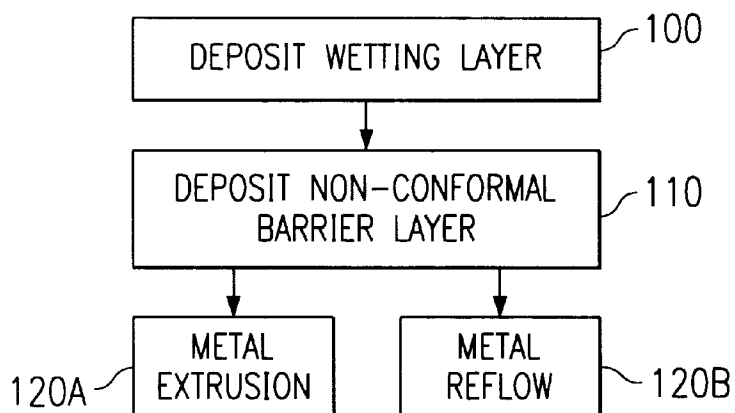 DEPOSIT WETTING LAYER
100
DEPOSIT NON-CONFORMAL
BARRIER LAYER
110
METAL
EXTRUSION
120A
METAL
REFLOW
120B